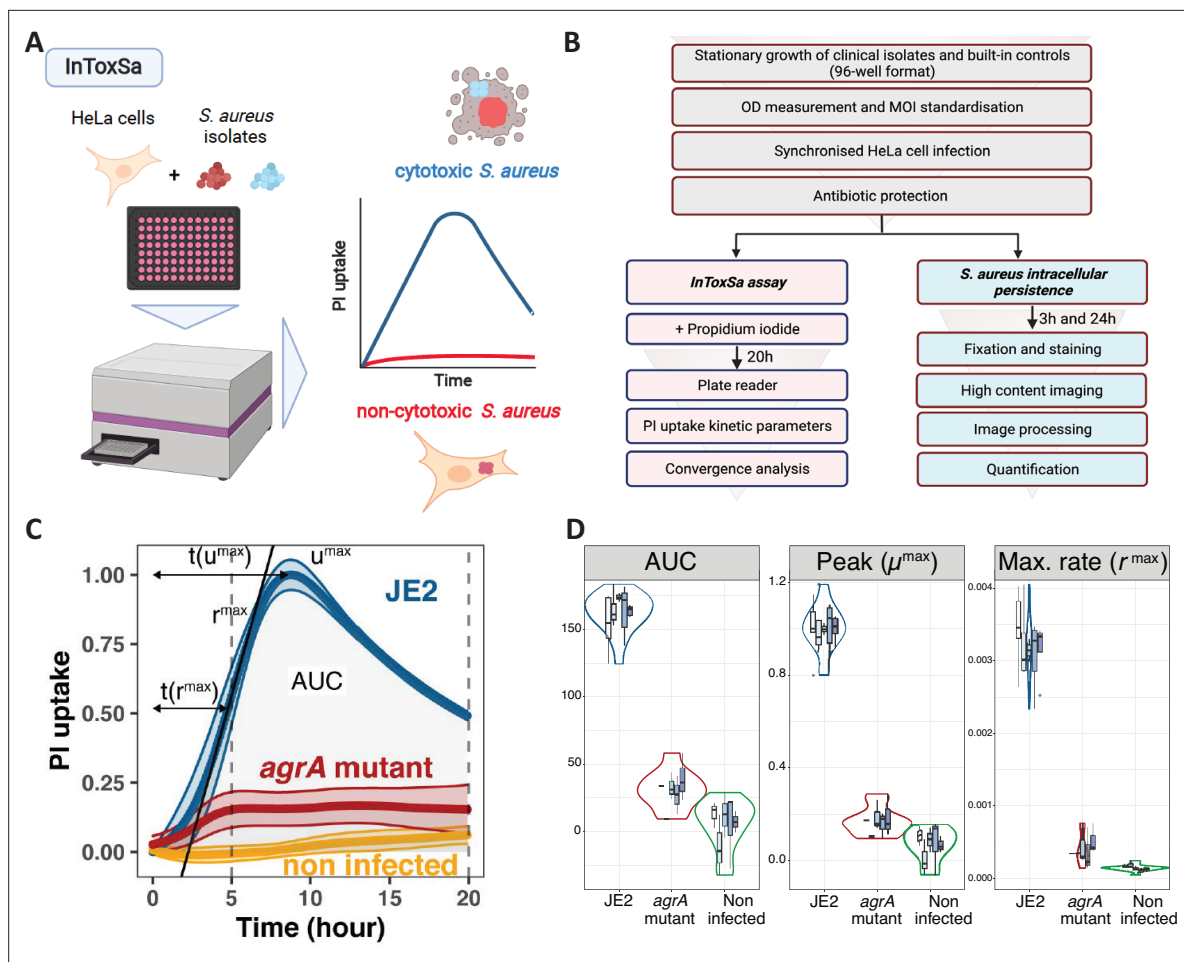 A
InToxSa
HeLa cells
S. aureus
isolates
+
cytotoxic S. aureus
PI uptake
Time
non-cytotoxic S. aureus
B
Stationary growth of clinical isolates and built-in controls
(96-well format)
OD measurement and MOI standardisation
Synchronised HeLa cell infection
Antibiotic protection
InToxSa assay
+ Propidium iodide
20h
Plate reader
PI uptake kinetic parameters
Convergence analysis
S. aureus intracellular
persistence
3h and 24h
Fixation and staining
High content imaging
Image processing
Quantification
C
t(u^max)
u^max
JE2
r^max
AUC
t(r^max)
agrA mutant
non infected
PI uptake
1.00
0.75
0.50
0.25
0.00
0
5
10
15
20
Time (hour)
D
AUC
150
100
50
0
JE2
agrA
mutant
Non
infected
Peak (μ^max)
1.2
0.8
0.4
0.0
JE2
agrA
mutant
Non
infected
Max. rate (r^max)
0.004
0.003
0.002
0.001
0.000
JE2
agrA
mutant
Non
infected